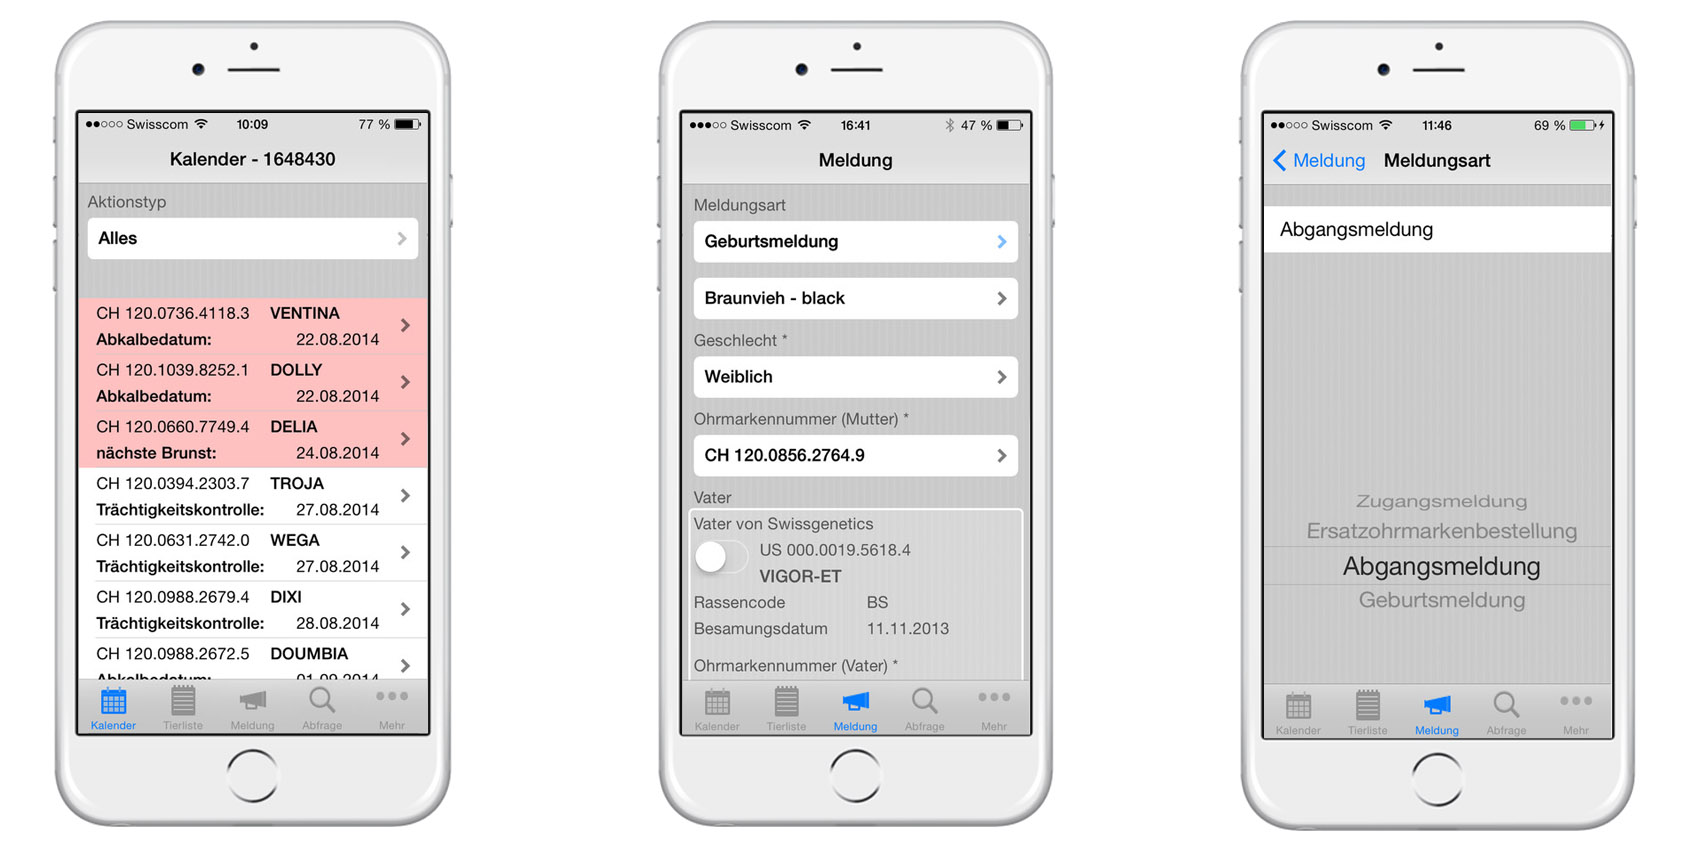 Swisscom 10:09 77 %
Kalender - 1648430
Aktionstyp
Alles
CH 120.0736.4118.3 VENTINA
Abkalbedatum: 22.08.2014
CH 120.1039.8252.1 DOLLY
Abkalbedatum: 22.08.2014
CH 120.0660.7749.4 DELIA
nächste Brunst: 24.08.2014
CH 120.0394.2303.7 TROJA
Trächtigkeitskontrolle: 27.08.2014
CH 120.0631.2742.0 WEGA
Trächtigkeitskontrolle: 27.08.2014
CH 120.0988.2679.4 DIXI
Trächtigkeitskontrolle: 28.08.2014
CH 120.0988.2672.5 DOUMBIA
Abkalbedatum: 01.09.2014
Kalender Tierliste Meldung Abfrage Mehr
Swisscom 16:41 47 %
Meldung
Meldungsart
Geburtsmeldung
Braunvieh - black
Geschlecht *
Weiblich
Ohrmarkennummer (Mutter) *
CH 120.0856.2764.9
Vater
Vater von Swissgenetics
US 000.0019.5618.4
VIGOR-ET
Rassencode BS
Besamungsdatum 11.11.2013
Ohrmarkennummer (Vater) *
Kalender Tierliste Meldung Abfrage Mehr
Swisscom 11:46 69 %
Meldung Meldungsart
Abgangsmeldung
Zugangsmeldung
Ersatzohrmarkenbestellung
Abgangsmeldung
Geburtsmeldung
Kalender Tierliste Meldung Abfrage Mehr